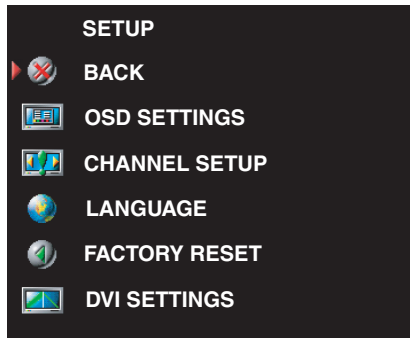 SETUP
BACK
OSD SETTINGS
CHANNEL SETUP
LANGUAGE
FACTORY RESET
DVI SETTINGS